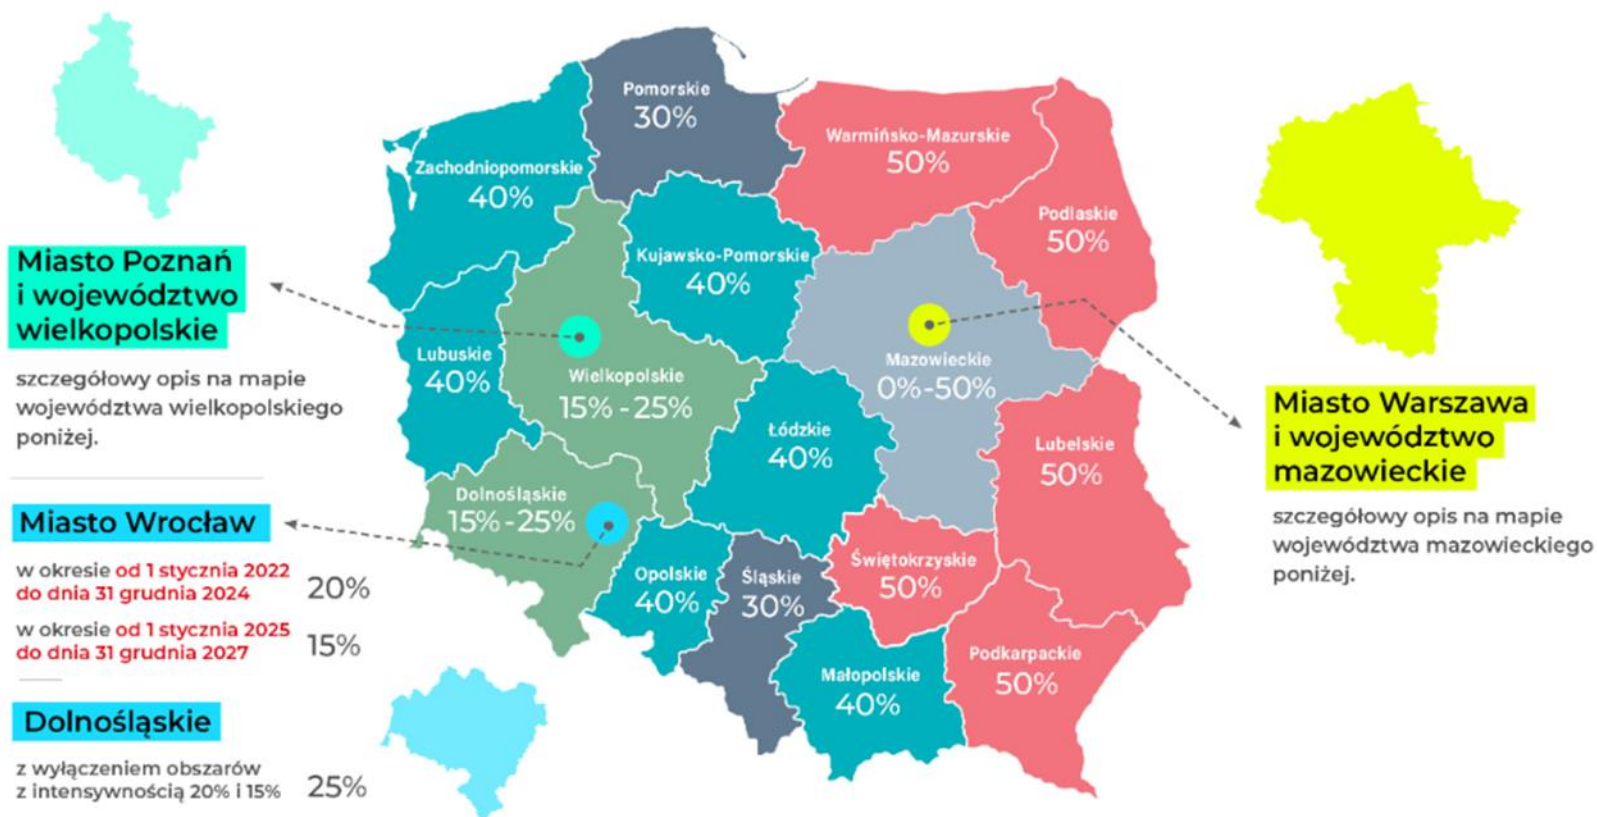 Miasto Poznań
i województwo
wielkopolskie
szczegółowy opis na mapie
województwa wielkopolskiego
poniżej.
Miasto Wrocław
w okresie od 1 stycznia 2022
do dnia 31 grudnia 2024
20%
w okresie od 1 stycznia 2025
do dnia 31 grudnia 2027
15%
Dolnośląskie
z wyłączeniem obszarów
z intensywnością 20% i 15%
25%
Pomorskie
30%
Zachodniopomorskie
40%
Warmińsko-Mazurskie
50%
Podlaskie
50%
Kujawsko-Pomorskie
40%
Lubuskie
40%
Wielkopolskie
15% - 25%
Mazowieckie
0%-50%
Łódzkie
40%
Lubelskie
50%
Dolnośląskie
15% -25%
Opolskie
40%
Śląskie
30%
Świętokrzyskie
50%
Małopolskie
40%
Podkarpackie
50%
Miasto Warszawa
i województwo
mazowieckie
szczegółowy opis na mapie
województwa mazowieckiego
poniżej.